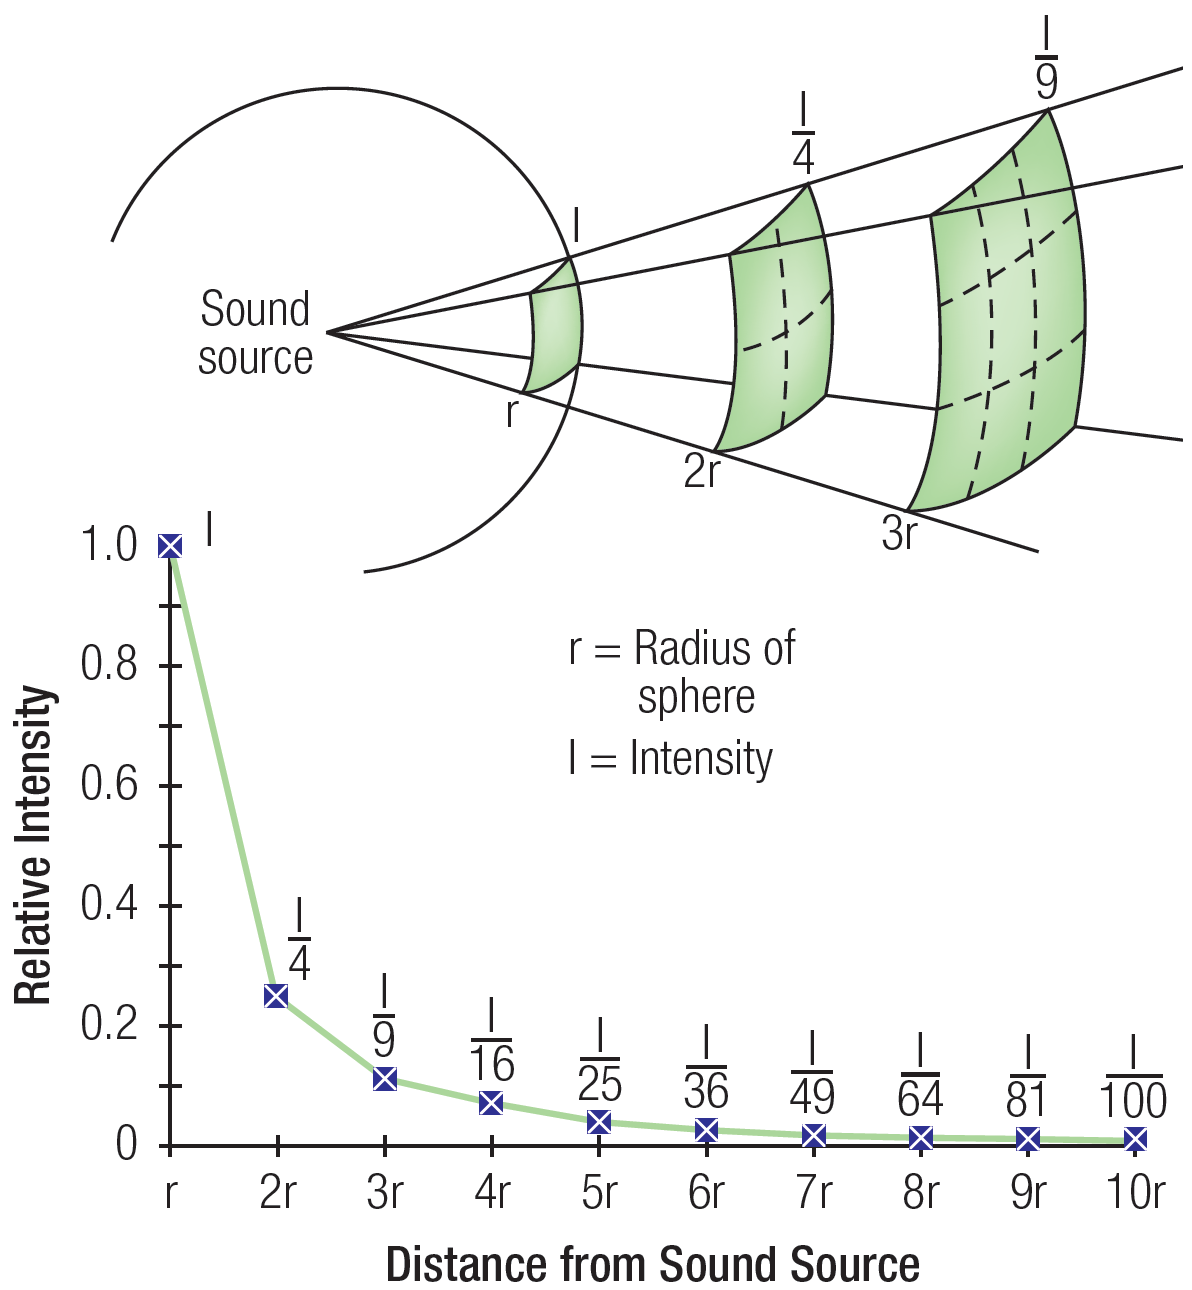 I
9
I
4
I
Sound
source
r
2r
3r
1.0
I
0.8
0.6
0.4
0.2
0
Relative Intensity
r = Radius of
sphere
I = Intensity
I
4
I
9
I
16
I
25
I
36
I
49
I
64
I
81
I
100
r 2r 3r 4r 5r 6r 7r 8r 9r 10r
Distance from Sound Source